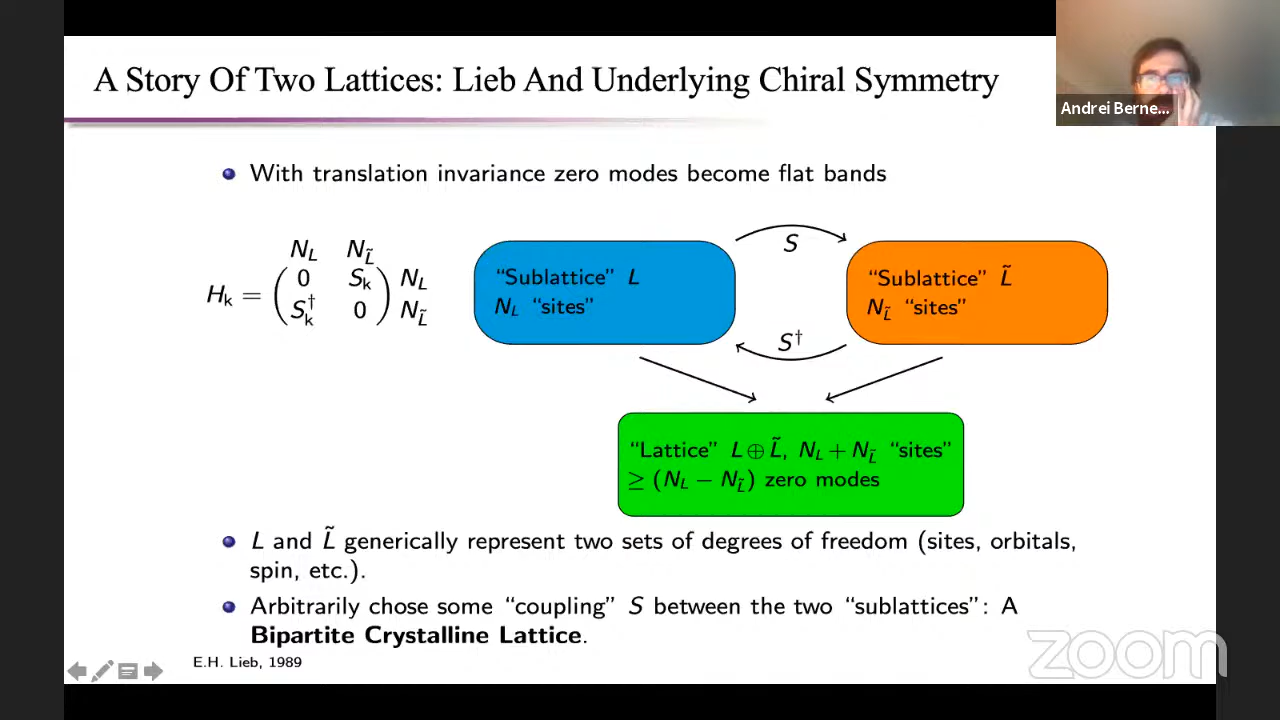 A Story Of Two Lattices: Lieb And Underlying Chiral Symmetry
Andrei Berne...
With translation invariance zero modes become flat bands
N_L N_L̃
H_k = ( 0 S_k ) N_L
( S_k^† 0 ) N_L̃
"Sublattice" L
N_L "sites"
S
S†
"Sublattice" L̃
N_L̃ "sites"
"Lattice" L ⊕ L̃, N_L + N_L̃ "sites"
≥ (N_L − N_L̃) zero modes
L and L̃ generically represent two sets of degrees of freedom (sites, orbitals,
spin, etc.).
Arbitrarily chose some "coupling" S between the two "sublattices": A
Bipartite Crystalline Lattice.
E.H. Lieb, 1989
zoom